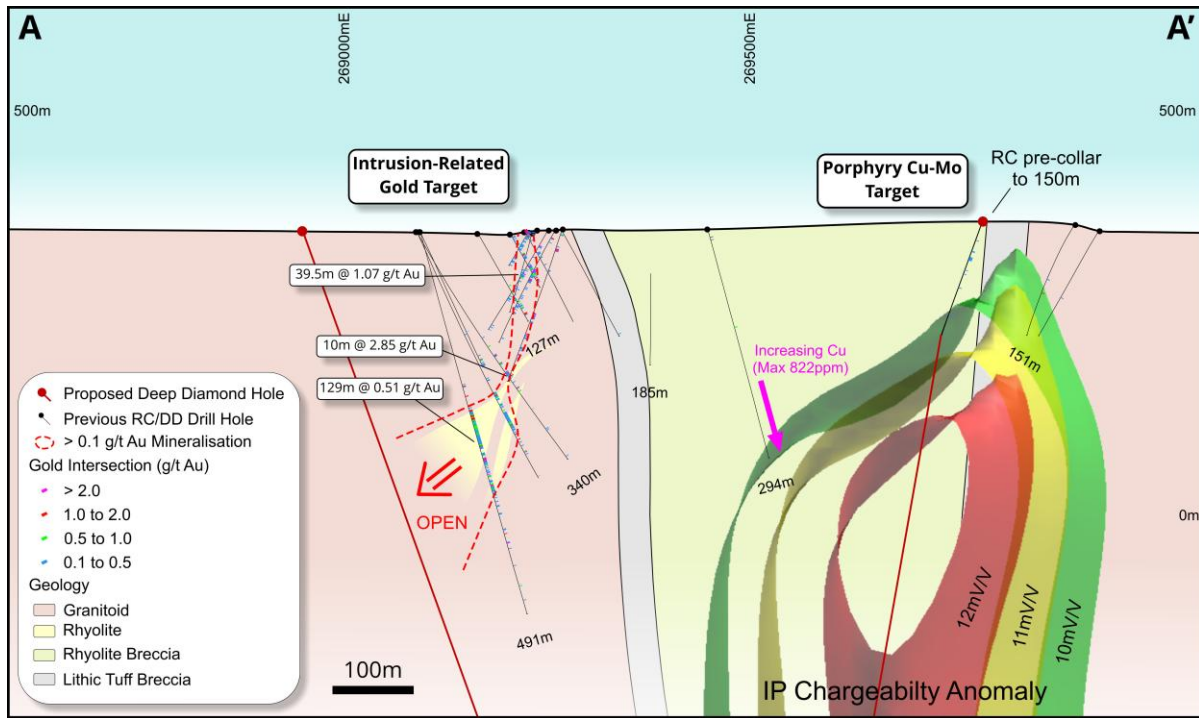 A
A'
269000mE
269500mE
500m
500m
Intrusion-Related
Gold Target
Porphyry Cu-Mo
Target
RC pre-collar
to 150m
39.5m @ 1.07 g/t Au
10m @ 2.85 g/t Au
129m @ 0.51 g/t Au
127m
185m
151m
Increasing Cu
(Max 822ppm)
294m
340m
OPEN
0m
491m
12mV/V
11mV/V
10mV/V
Proposed Deep Diamond Hole
Previous RC/DD Drill Hole
> 0.1 g/t Au Mineralisation
Gold Intersection (g/t Au)
> 2.0
1.0 to 2.0
0.5 to 1.0
0.1 to 0.5
Geology
Granitoid
Rhyolite
Rhyolite Breccia
Lithic Tuff Breccia
100m
IP Chargeabilty Anomaly